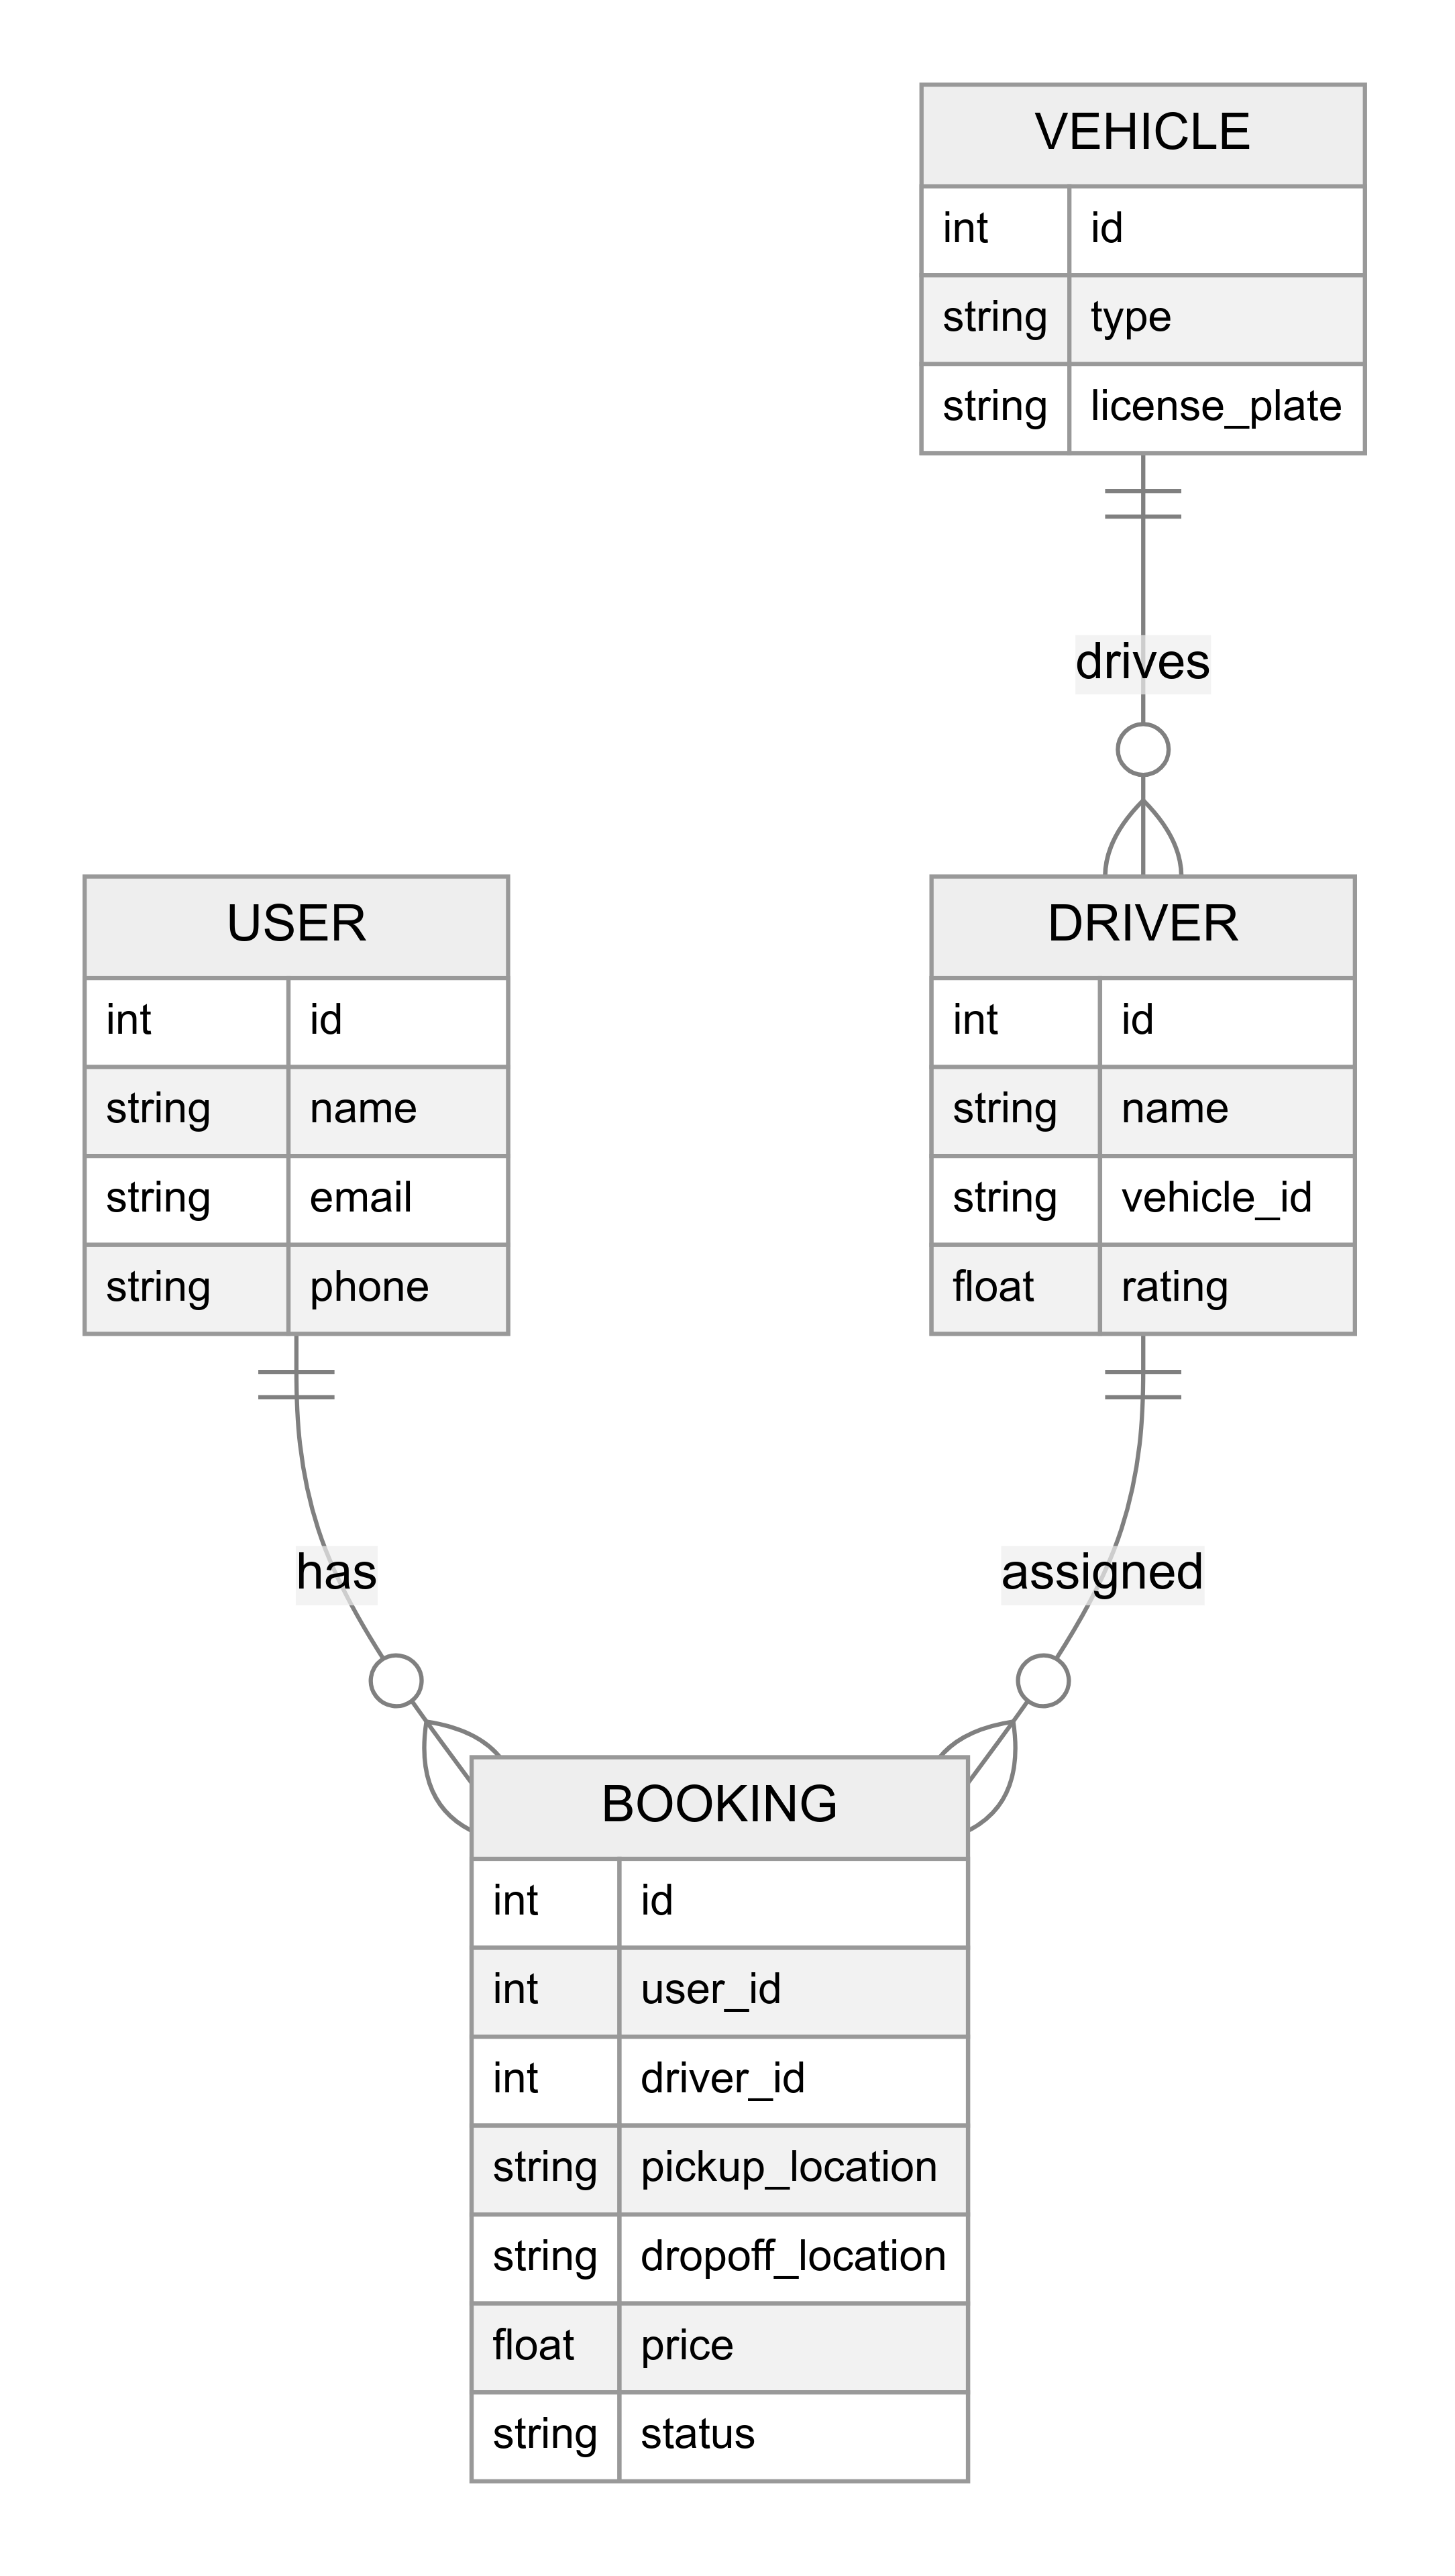 VEHICLE
int id
string type
string license_plate
drives
USER
int id
string name
string email
string phone
DRIVER
int id
string name
string vehicle_id
float rating
has
assigned
BOOKING
int id
int user_id
int driver_id
string pickup_location
string dropoff_location
float price
string status